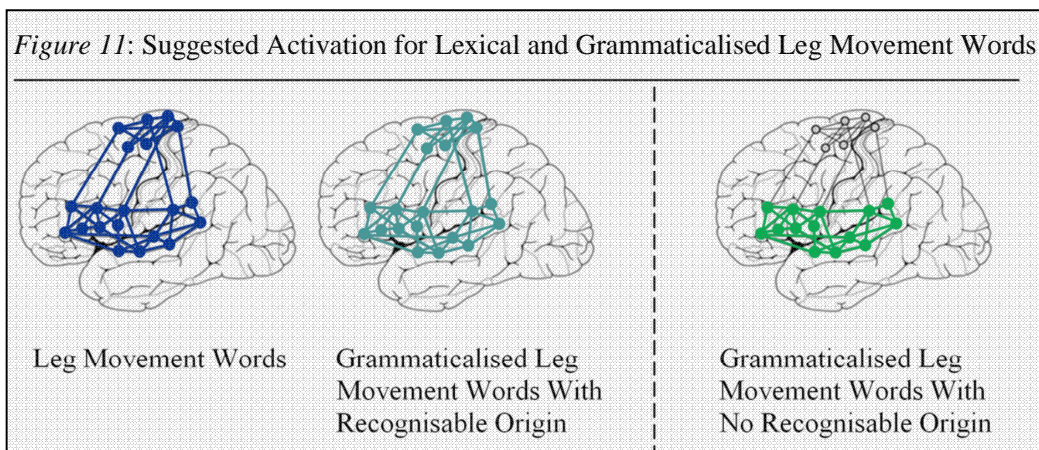 Figure 11: Suggested Activation for Lexical and Grammaticalised Leg Movement Words
Leg Movement Words
Grammaticalised Leg
Movement Words With
Recognisable Origin
Grammaticalised Leg
Movement Words With
No Recognisable Origin